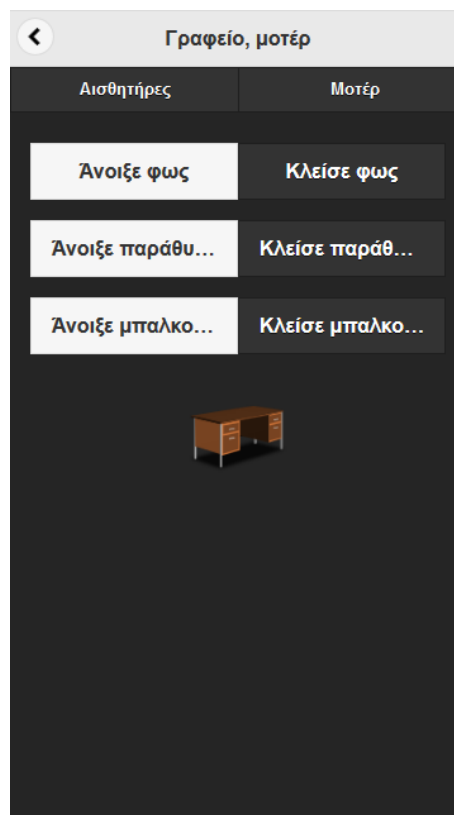 Γραφείο, μοτέρ
Αισθητήρες Μοτέρ
Άνοιξε φως Κλείσε φως
Άνοιξε παράθυ... Κλείσε παράθ...
Άνοιξε μπαλκο... Κλείσε μπαλκο...